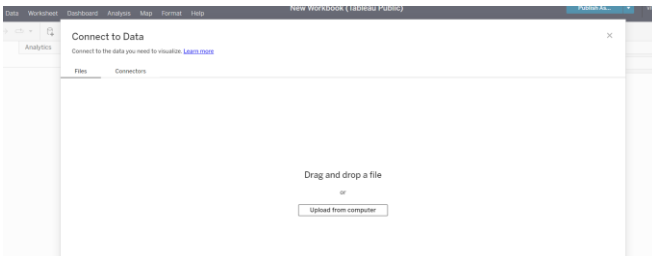 Data Worksheet Dashboard Analysis Map Format Help New Workbook (Tableau Public) Publish As...
Analytics
Connect to Data
Connect to the data you need to visualize. Learn more
Files Connectors
Drag and drop a file
or
Upload from computer